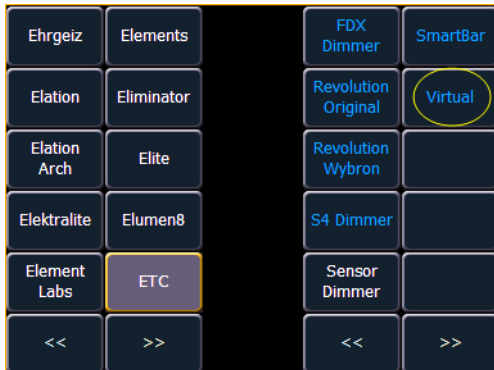 Ehrgeiz
Elements
FDX
Dimmer
SmartBar
Elation
Eliminator
Revolution
Original
Virtual
Elation
Arch
Elite
Revolution
Wybron
Elektralite
Elumen8
S4 Dimmer
Element
Labs
ETC
Sensor
Dimmer
<<
>>
<<
>>